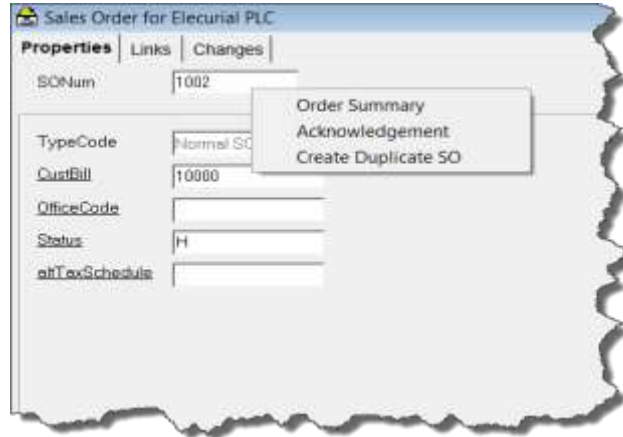 Sales Order for Elecurial PLC
Properties Links Changes
SONum 1002
Order Summary
Acknowledgement
Create Duplicate SO
TypeCode Normal SO
CustBill 10000
OfficeCode
Status H
altTaxSchedule